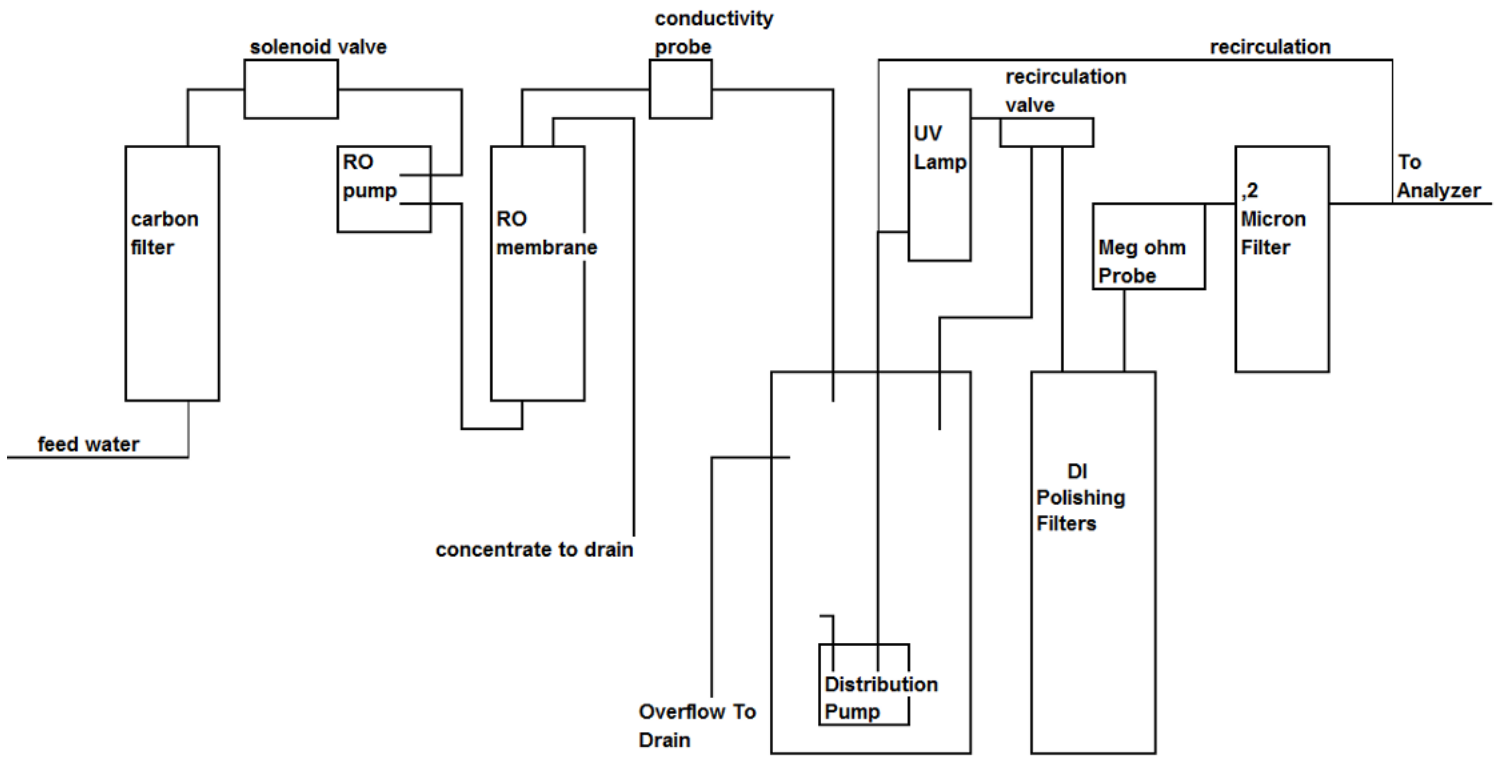 conductivity
probe
solenoid valve
recirculation
recirculation
valve
UV
Lamp
RO
pump
To
Analyzer
,2
Micron
Filter
carbon
filter
RO
membrane
Meg ohm
Probe
feed water
DI
Polishing
Filters
concentrate to drain
Distribution
Pump
Overflow To
Drain